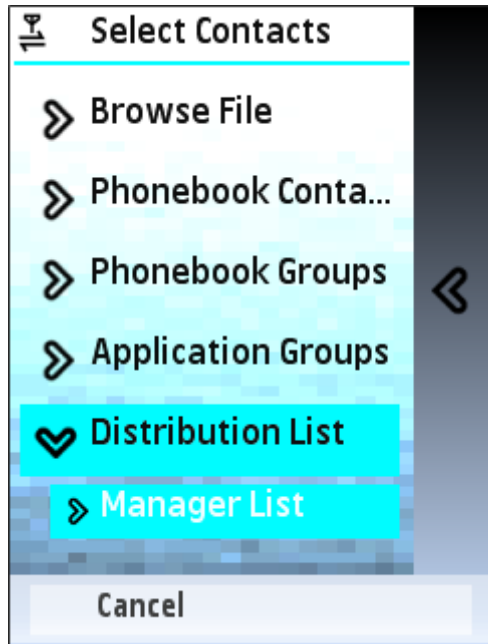 Select Contacts
Browse File
Phonebook Conta...
Phonebook Groups
Application Groups
Distribution List
Manager List
Cancel